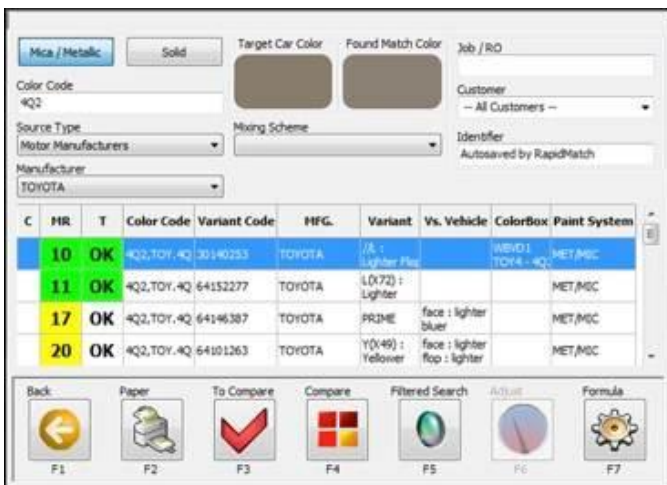 Mica / Metallic
Solid
Target Car Color
Found Match Color
Job / RO
Color Code
4Q2
Customer
-- All Customers --
Source Type
Motor Manufacturers
Mixing Scheme
Identifier
Autosaved by RapidMatch
Manufacturer
TOYOTA
C MR T Color Code Variant Code MFG. Variant Vs. Vehicle ColorBox Paint System
10 OK 4Q2,TOY.4Q 30140253 TOYOTA Lighter Flop WBVD1 TOY4 - 4Q2 MET/MIC
11 OK 4Q2,TOY.4Q 64152277 TOYOTA LI(X72) : Lighter MET/MIC
17 OK 4Q2,TOY.4Q 64146387 TOYOTA PRIME face : lighter bluer MET/MIC
20 OK 4Q2,TOY.4Q 64101263 TOYOTA Y(X49) : Yellower face : lighter flop : lighter MET/MIC
Back
Paper
To Compare
Compare
Filtered Search
Adjust
Formula
F1
F2
F3
F4
F5
F6
F7